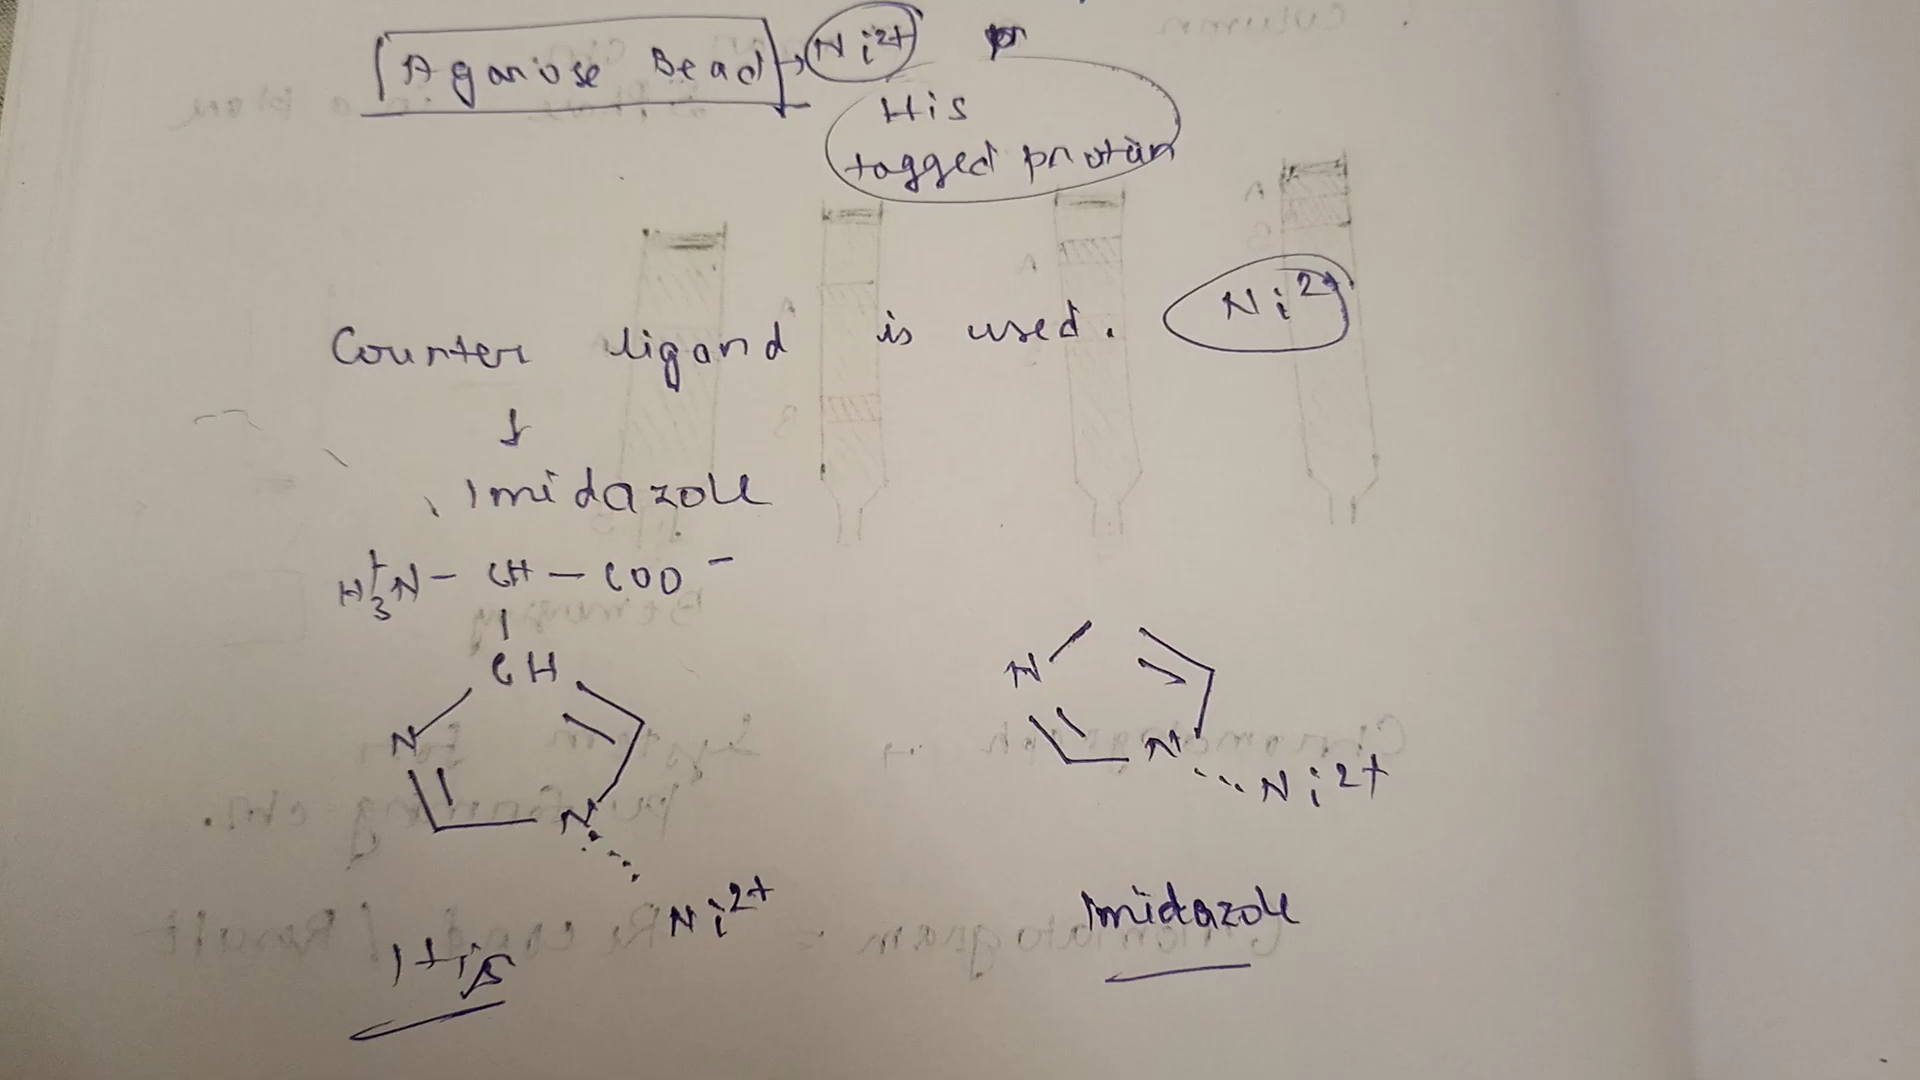 Agarose Bead → Ni2+
His
tagged protein
Counter ligand is used. Ni2+
↓
Imidazole
H3+N – CH – COO–
CH
N
N
Ni2+
His
N
N+
Ni2+
Imidazole